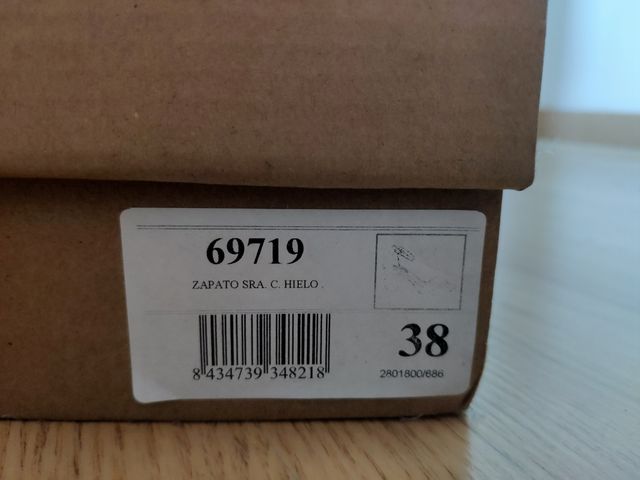 69719
ZAPATO SRA. C. HIELO .
8 434739 348218
38
2801800/686